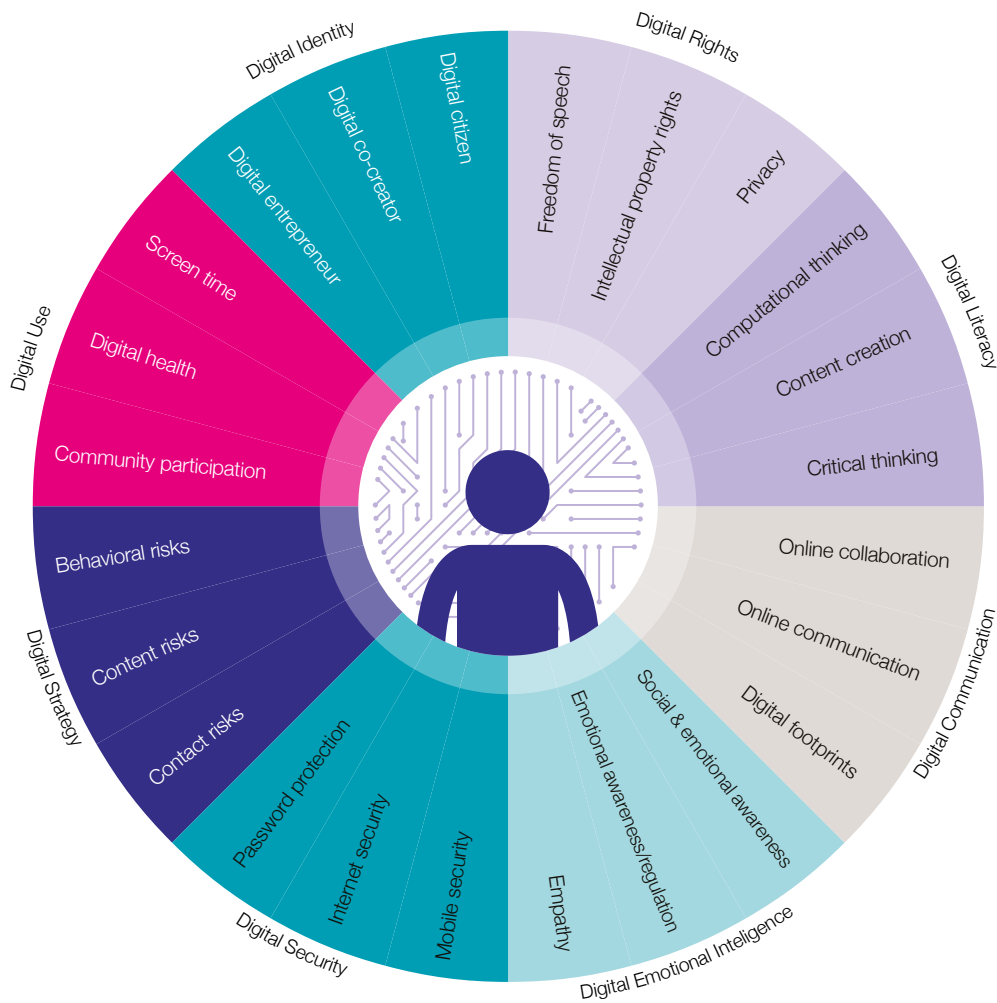 Digital Rights
Freedom of speech
Intellectual property rights
Privacy
Digital Literacy
Computational thinking
Content creation
Critical thinking
Digital Communication
Online collaboration
Online communication
Digital footprints
Digital Emotional Inteligence
Social & emotional awareness
Emotional awareness/regulation
Empathy
Digital Security
Mobile security
Internet security
Password protection
Digital Strategy
Contact risks
Content risks
Behavioral risks
Digital Use
Community participation
Digital health
Screen time
Digital Identity
Digital entrepreneur
Digital co-creator
Digital citizen